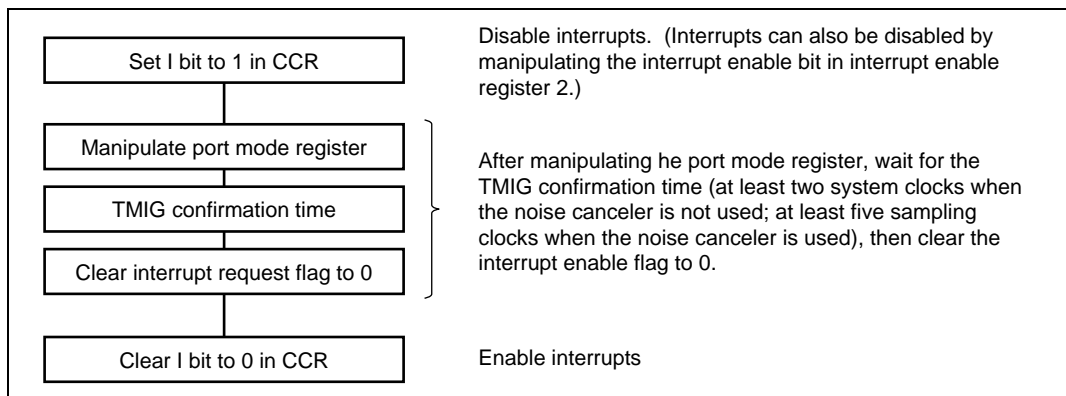 Set I bit to 1 in CCR
Disable interrupts.  (Interrupts can also be disabled by
manipulating the interrupt enable bit in interrupt enable
register 2.)
Manipulate port mode register
TMIG confirmation time
Clear interrupt request flag to 0
After manipulating he port mode register, wait for the
TMIG confirmation time (at least two system clocks when
the noise canceler is not used; at least five sampling
clocks when the noise canceler is used), then clear the
interrupt enable flag to 0.
Clear I bit to 0 in CCR
Enable interrupts